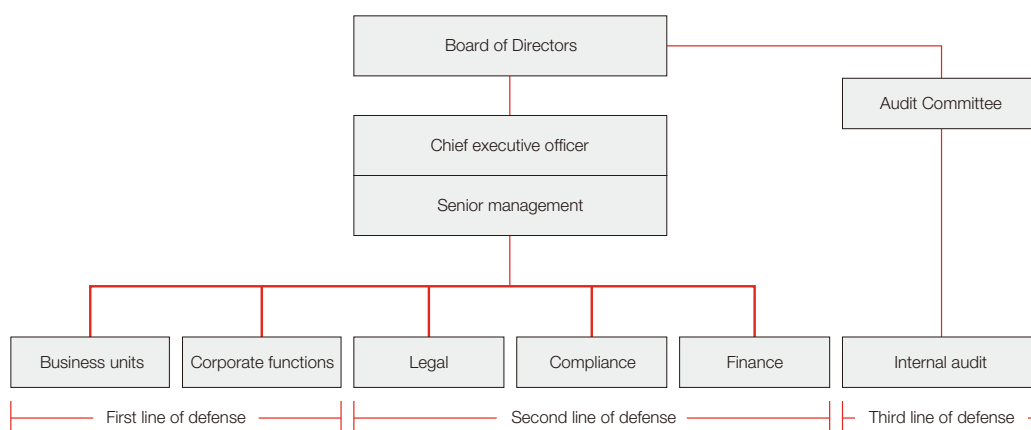 Board of Directors
Audit Committee
Chief executive officer
Senior management
Business units
Corporate functions
Legal
Compliance
Finance
Internal audit
First line of defense
Second line of defense
Third line of defense